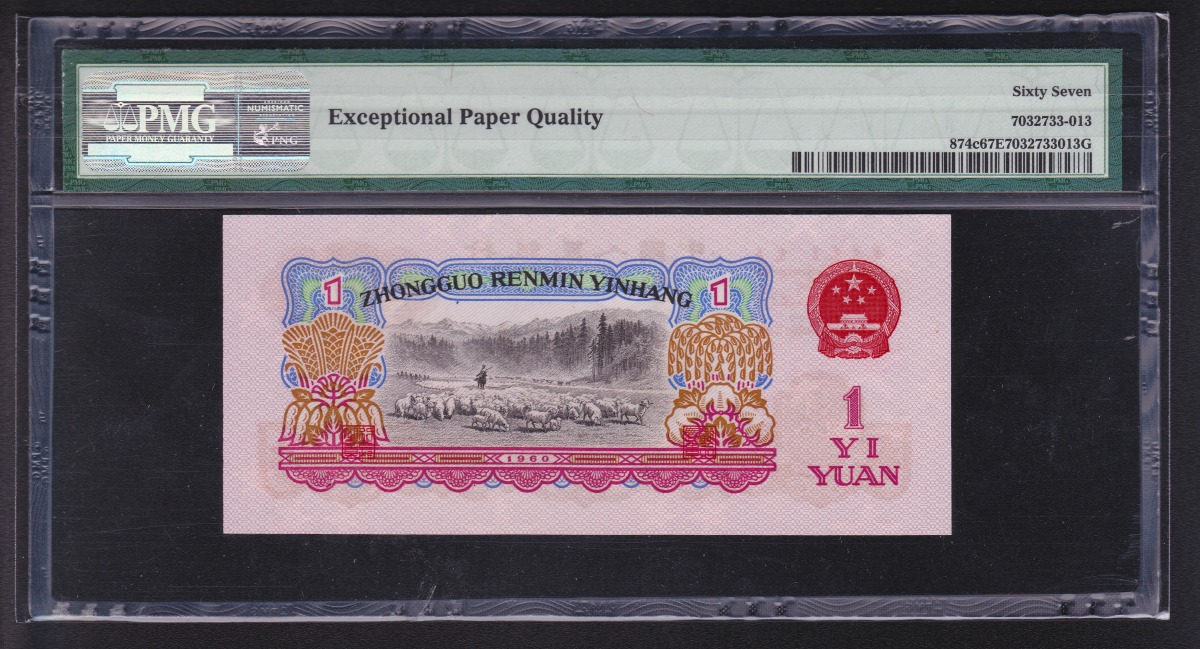 PMG
PAPER MONEY GUARANTY
NUMISMATIC
PNG
Exceptional Paper Quality
Sixty Seven
7032733-013
874c67E7032733013G
1 ZHONGGUO RENMIN YINHANG 1
1960
1
YI
YUAN